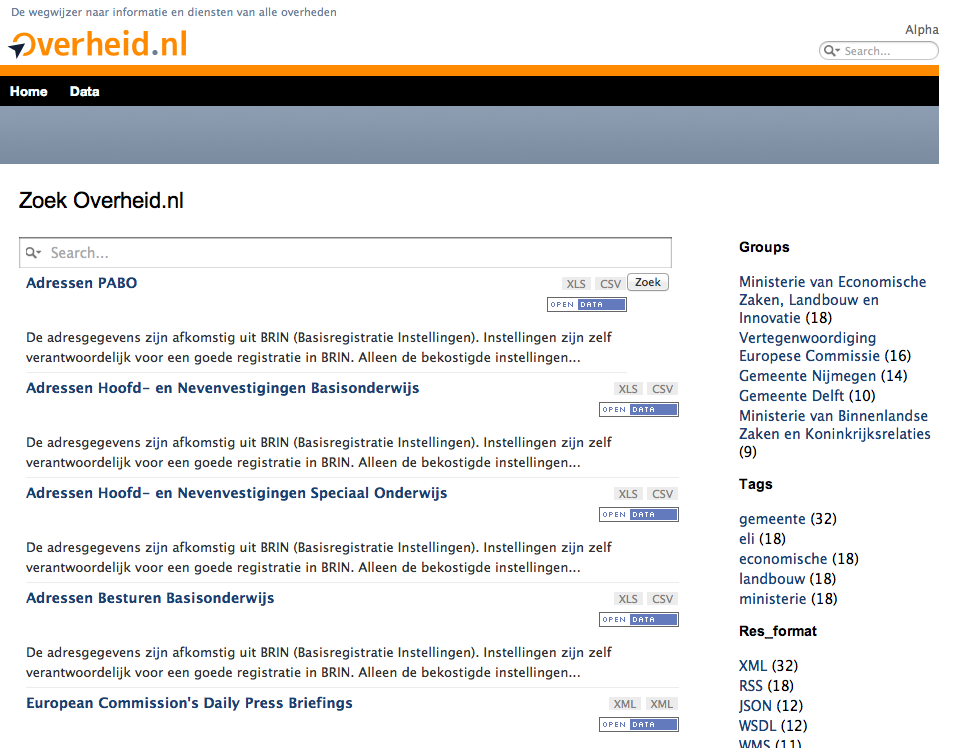 De wegwijzer naar informatie en diensten van alle overheden
Overheid.nl
Alpha
Search...
Home Data
Zoek Overheid.nl
Search...
Adressen PABO
XLS CSV Zoek
OPEN DATA
De adresgegevens zijn afkomstig uit BRIN (Basisregistratie Instellingen). Instellingen zijn zelf
verantwoordelijk voor een goede registratie in BRIN. Alleen de bekostigde instellingen...
Adressen Hoofd- en Nevenvestigingen Basisonderwijs
XLS CSV
OPEN DATA
De adresgegevens zijn afkomstig uit BRIN (Basisregistratie Instellingen). Instellingen zijn zelf
verantwoordelijk voor een goede registratie in BRIN. Alleen de bekostigde instellingen...
Adressen Hoofd- en Nevenvestigingen Speciaal Onderwijs
XLS CSV
OPEN DATA
De adresgegevens zijn afkomstig uit BRIN (Basisregistratie Instellingen). Instellingen zijn zelf
verantwoordelijk voor een goede registratie in BRIN. Alleen de bekostigde instellingen...
Adressen Besturen Basisonderwijs
XLS CSV
OPEN DATA
De adresgegevens zijn afkomstig uit BRIN (Basisregistratie Instellingen). Instellingen zijn zelf
verantwoordelijk voor een goede registratie in BRIN. Alleen de bekostigde instellingen...
European Commission's Daily Press Briefings
XML XML
OPEN DATA
Groups
Ministerie van Economische
Zaken, Landbouw en
Innovatie (18)
Vertegenwoordiging
Europese Commissie (16)
Gemeente Nijmegen (14)
Gemeente Delft (10)
Ministerie van Binnenlandse
Zaken en Koninkrijksrelaties
(9)
Tags
gemeente (32)
eli (18)
economische (18)
landbouw (18)
ministerie (18)
Res_format
XML (32)
RSS (18)
JSON (12)
WSDL (12)
WMS (11)